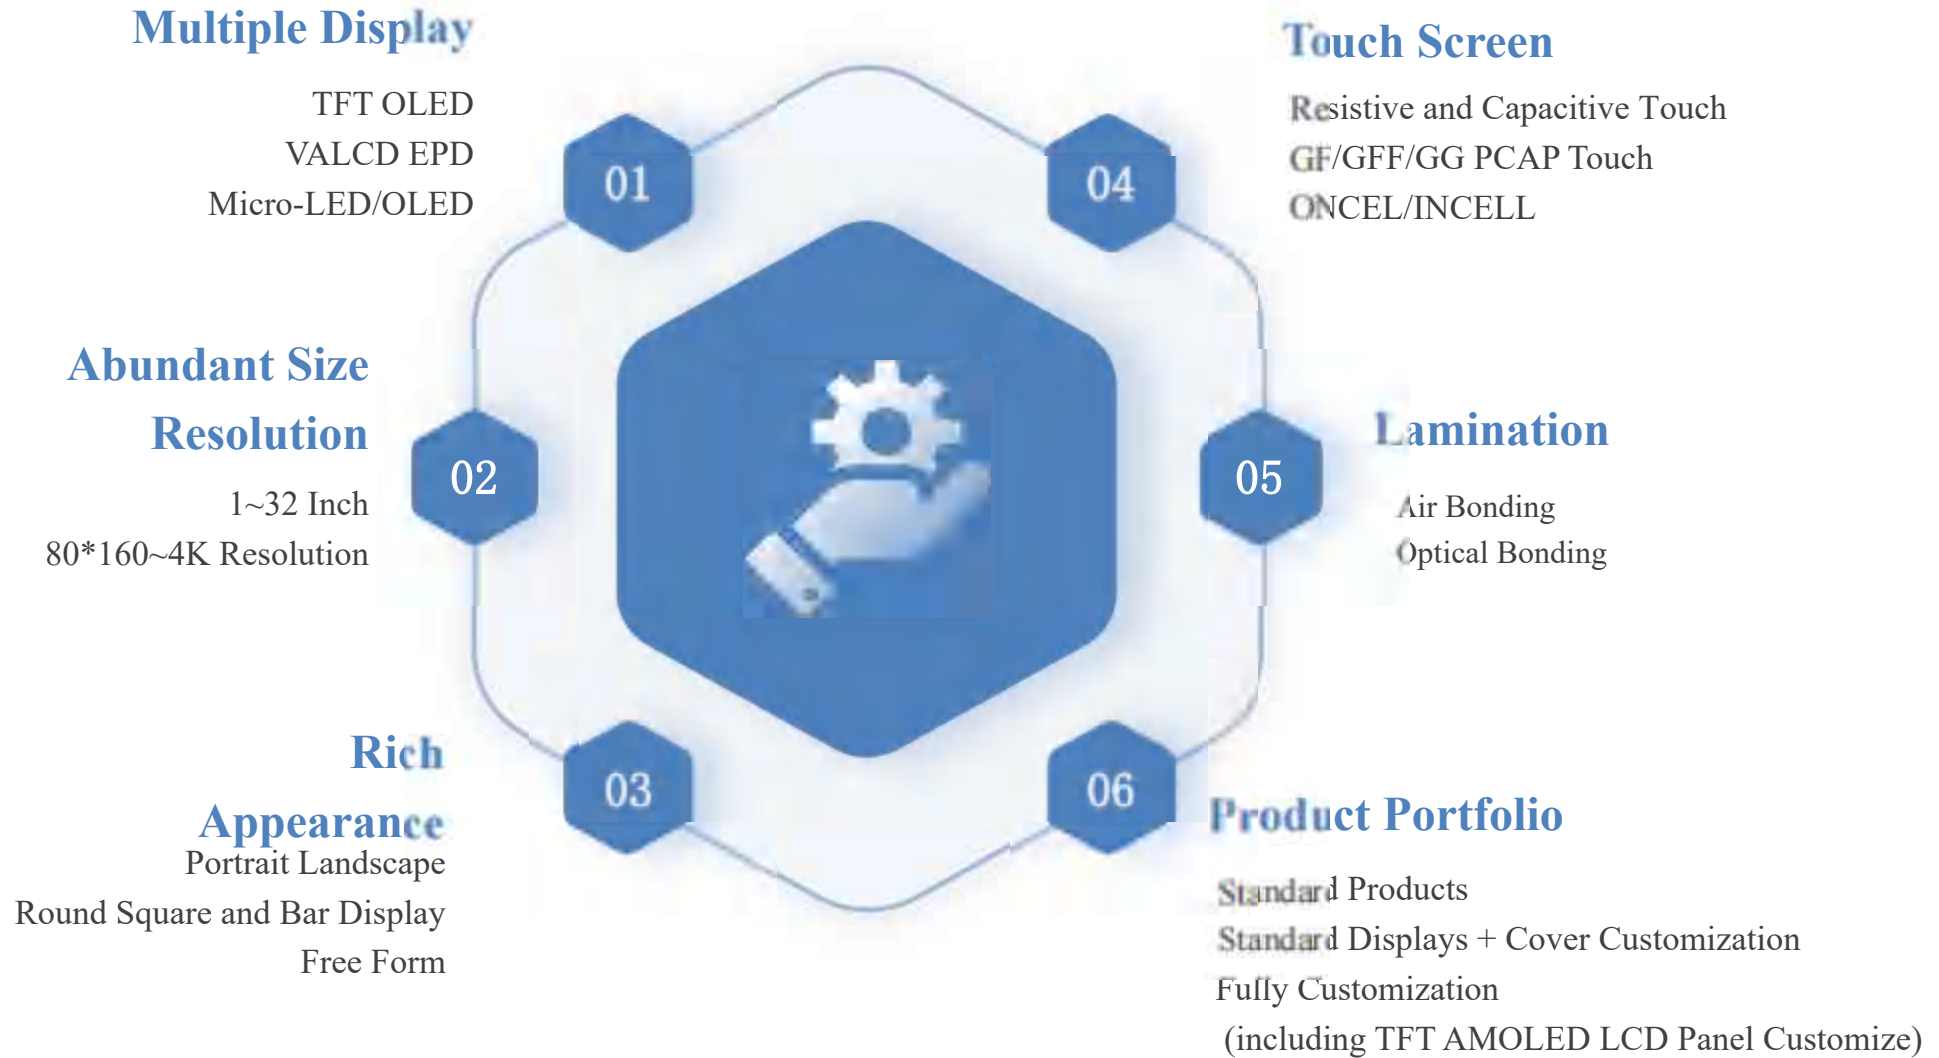 Multiple Display
TFT OLED
VALCD EPD
Micro-LED/OLED
01
Abundant Size
Resolution
1~32 Inch
80*160~4K Resolution
02
Rich
Appearance
Portrait Landscape
Round Square and Bar Display
Free Form
03
Touch Screen
Resistive and Capacitive Touch
GF/GFF/GG PCAP Touch
ONCEL/INCELL
04
Lamination
Air Bonding
Optical Bonding
05
Product Portfolio
Standard Products
Standard Displays + Cover Customization
Fully Customization
(including TFT AMOLED LCD Panel Customize)
06